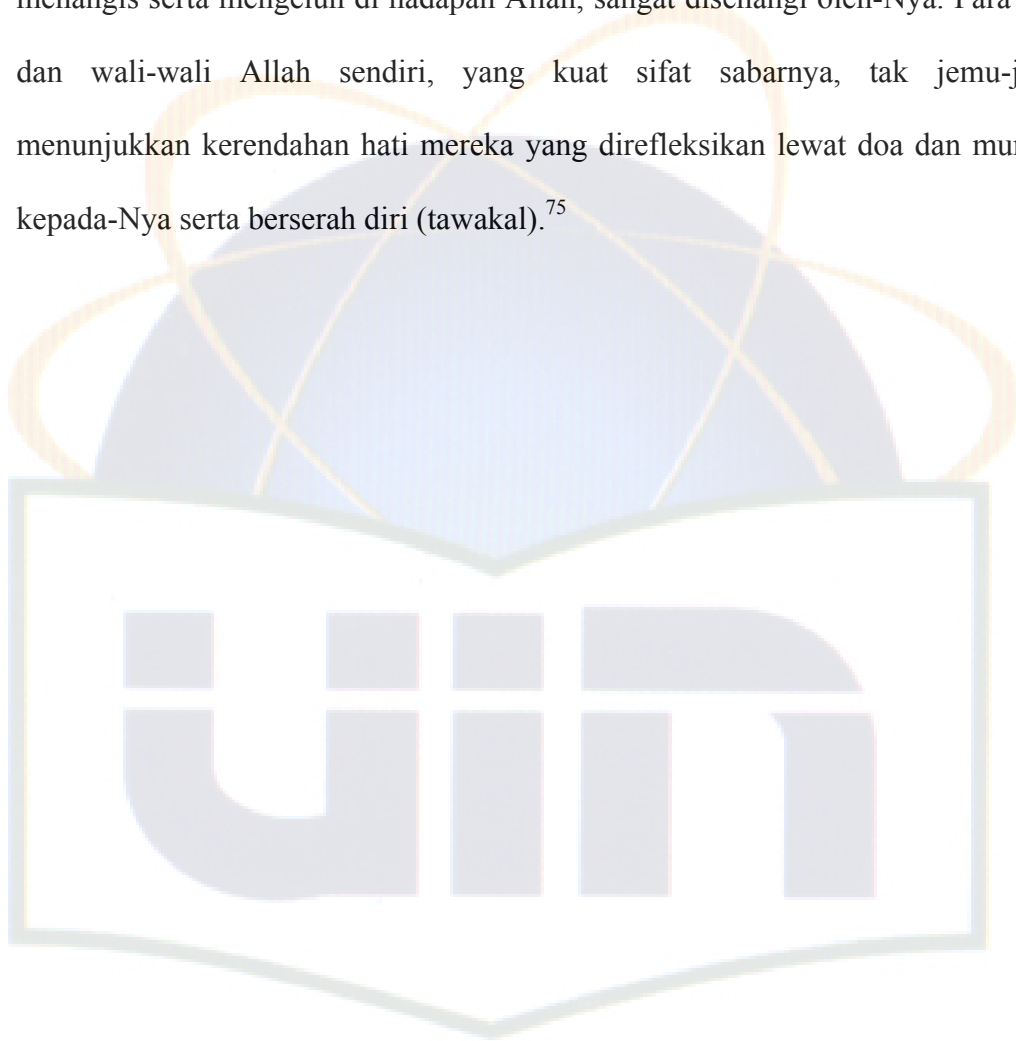 menangis serta mengeluh di hadapan Allah, sangat disenangi oleh-Nya. Para
dan wali-wali Allah sendiri, yang kuat sifat sabarnya, tak jemu-j
menunjukkan kerendahan hati mereka yang direfleksikan lewat doa dan mu
kepada-Nya serta berserah diri (tawakal).75
uin